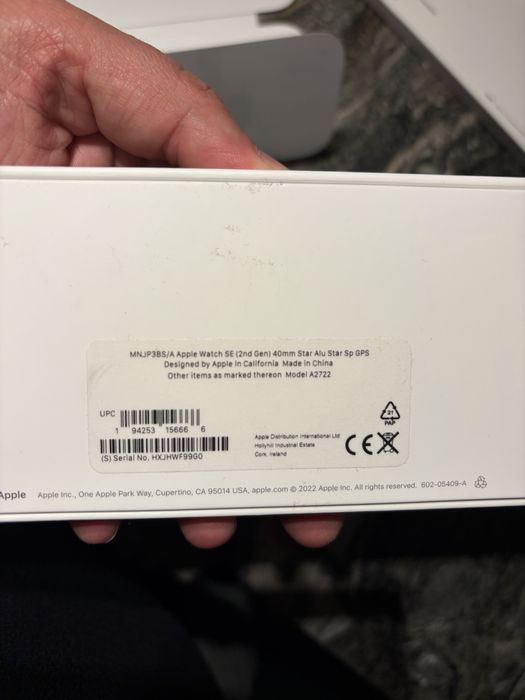 MNJP3BS/A Apple Watch SE (2nd Gen) 40mm Star Alu Star Sp GPS
Designed by Apple in California Made in China
Other items as marked thereon Model A2722
UPC
1 94253 15666 6
(S) Serial No. HXJHWF99G0
Apple Distribution International Ltd
Hollyhill Industrial Estate
Cork, Ireland
21
PAP
CE
Apple Apple Inc., One Apple Park Way, Cupertino, CA 95014 USA, apple.com © 2022 Apple Inc. All rights reserved. 602-05409-A